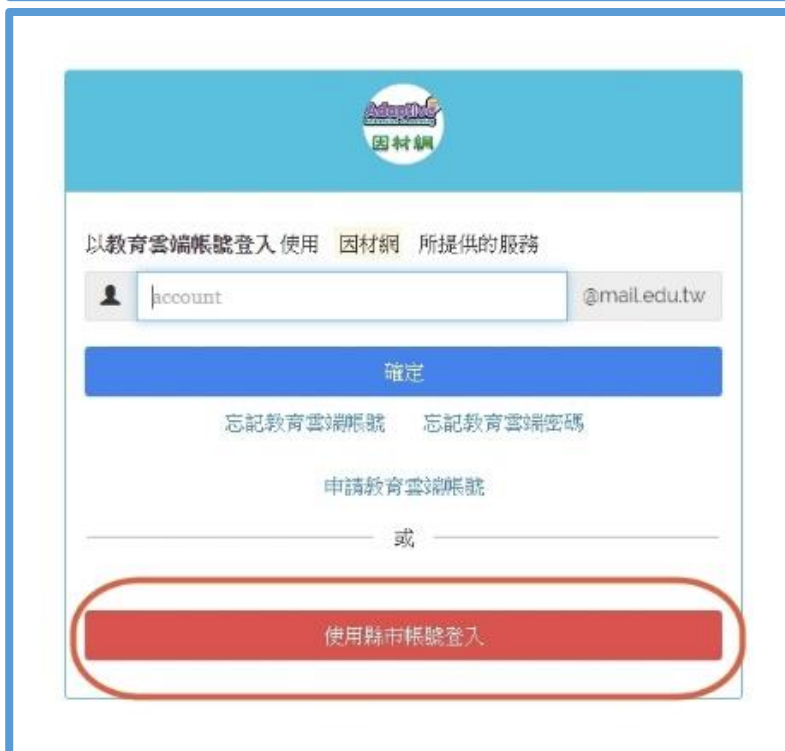 Adaptive
因材網
以教育雲端帳號登入 使用 因材網 所提供的服務
account @mail.edu.tw
確定
忘記教育雲端帳號 忘記教育雲端密碼
申請教育雲端帳號
或
使用縣市帳號登入